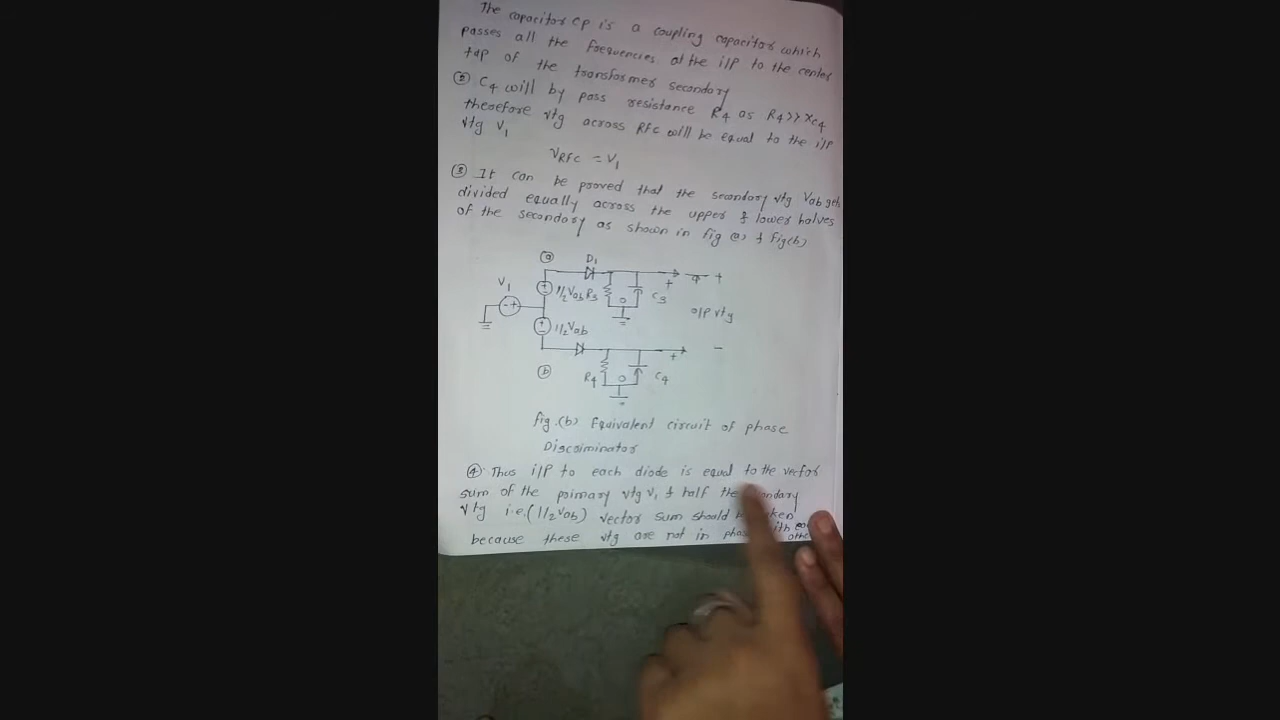 The capacitor CP is a coupling capacitor which
passes all the frequencies at the i/p to the center
tap of the transformer secondary
② C4 will by pass resistance R4 as R4 >> XC4
therefore vtg across RFC will be equal to the i/p
vtg V1
VRFC = V1
③ It can be proved that the secondary vtg Vab gets
divided equally across the upper & lower halves
of the secondary as shown in fig (a) & fig(b)
ⓐ D1
V1 1/2 Vab R3 C3 + +
o/p vtg
1/2 Vab
+ −
ⓑ R4 C4
fig.(b) Equivalent circuit of phase
Discriminator
④ Thus i/p to each diode is equal to the vector
sum of the primary vtg V1 & half the
vtg i.e.(1/2 Vab) vector sum should
because these vtg are not in